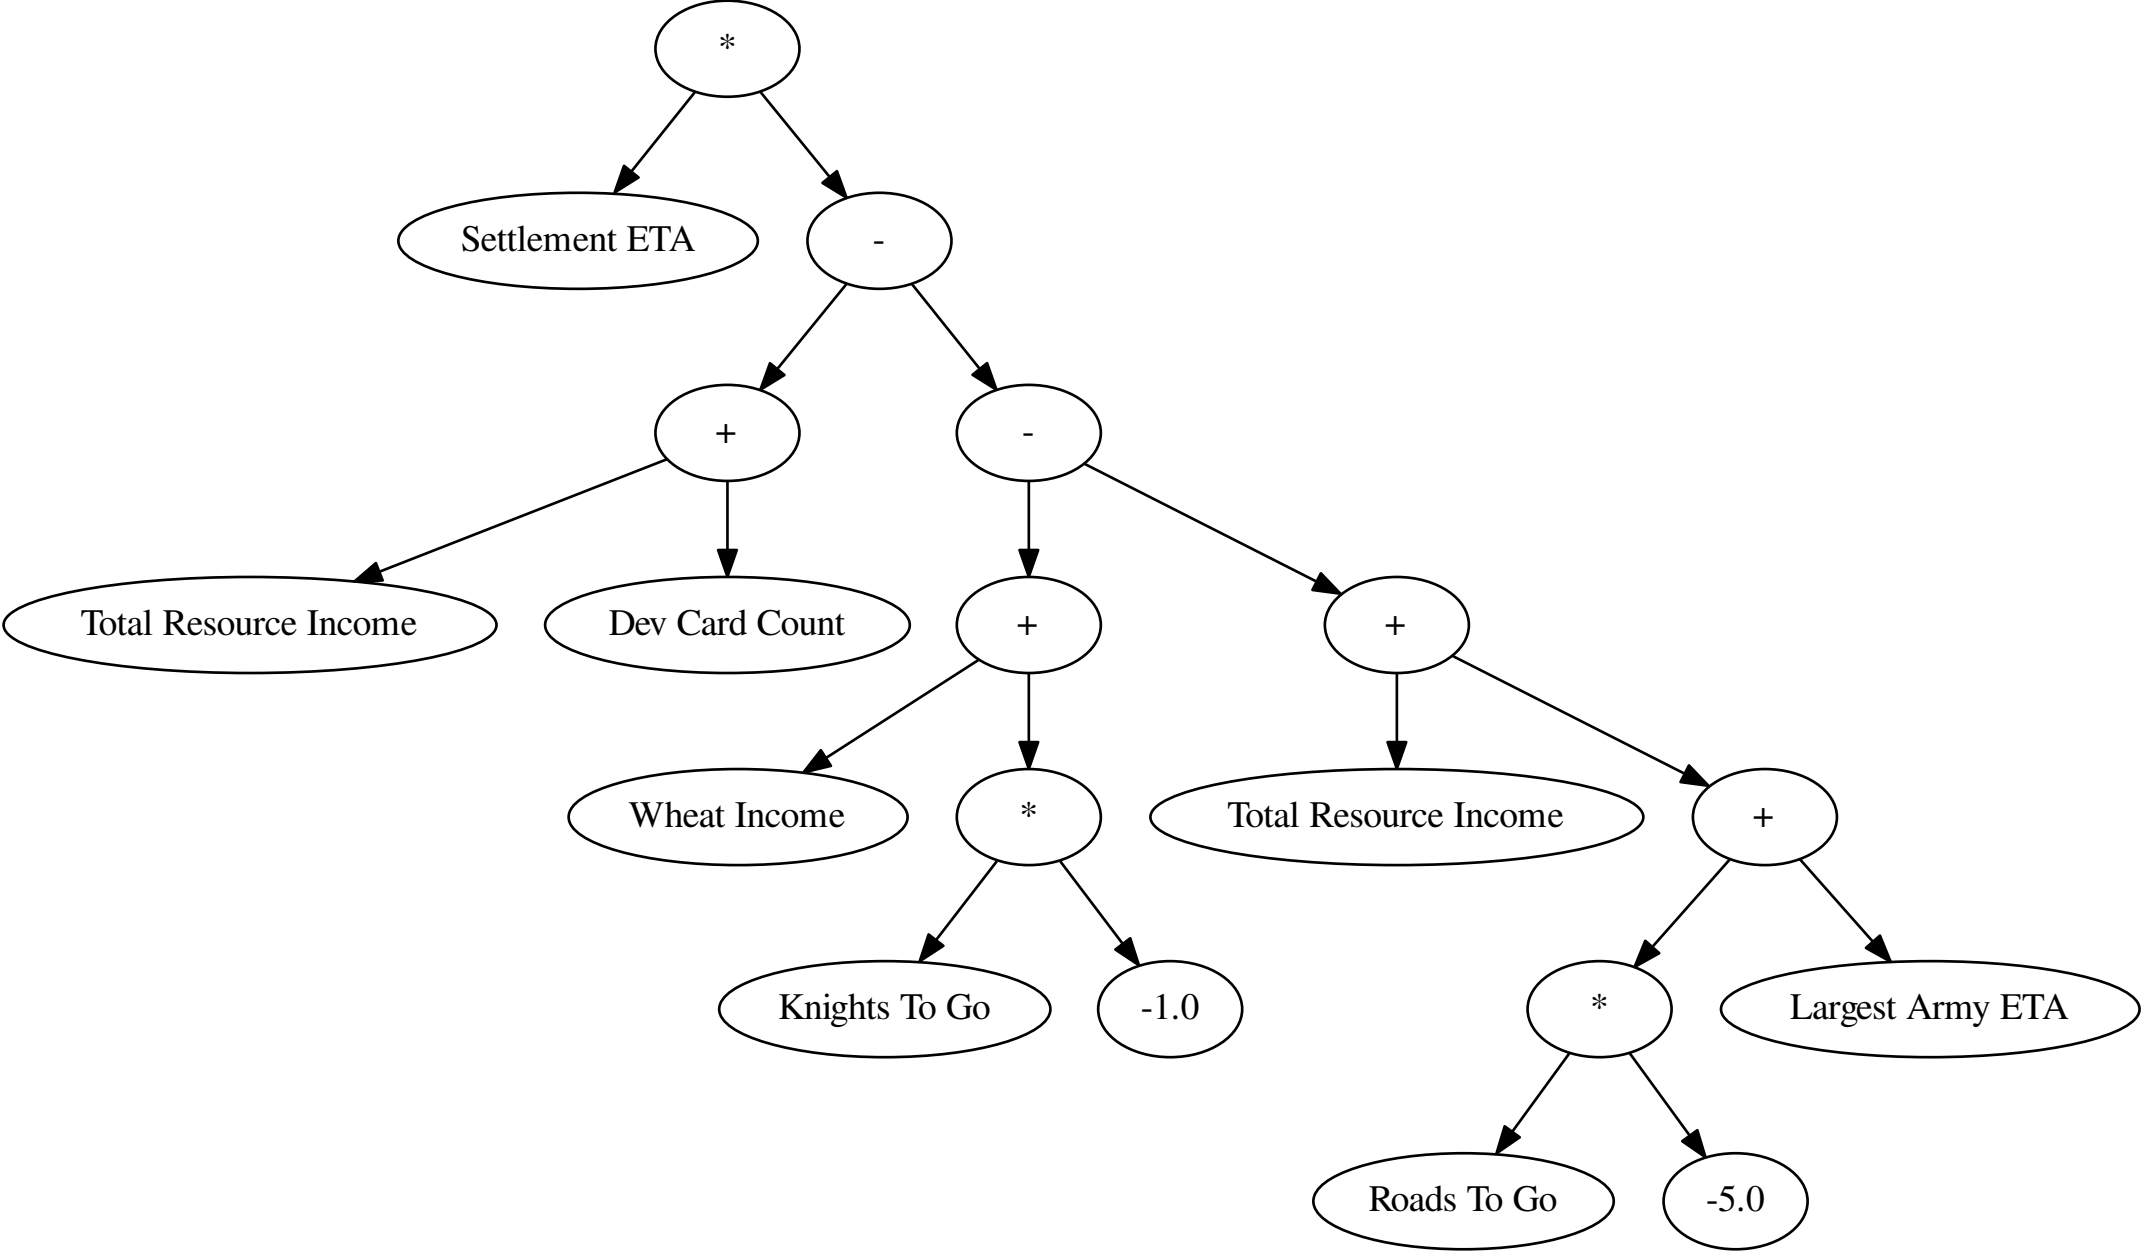 *
Settlement ETA
-
+
-
Total Resource Income
Dev Card Count
+
+
Wheat Income
*
Total Resource Income
+
Knights To Go
-1.0
*
Largest Army ETA
Roads To Go
-5.0